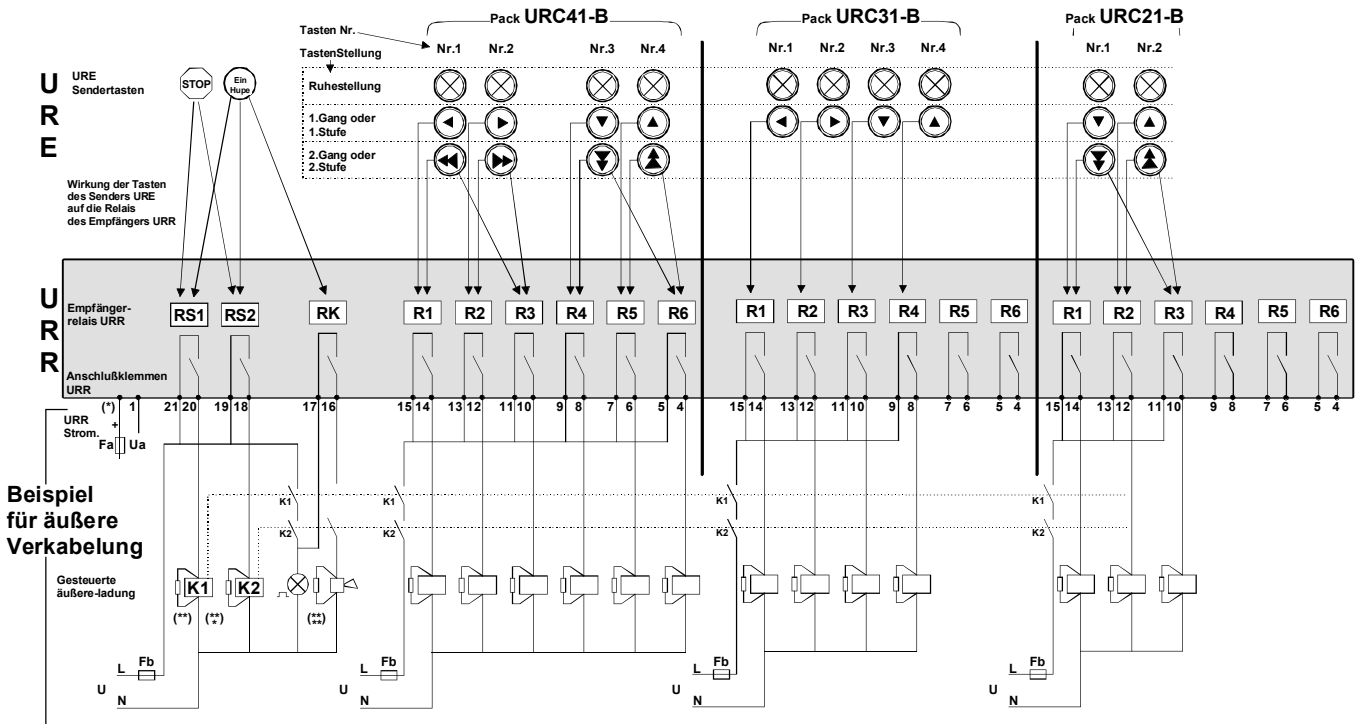 Pack URC41-B
Pack URC31-B
Pack URC21-B
Tasten Nr.
Nr.1 Nr.2 Nr.3 Nr.4
Nr.1 Nr.2 Nr.3 Nr.4
Nr.1 Nr.2
TastenStellung
URE
URE
Sendertasten
STOP
Ein
Hupe
Ruhestellung
1.Gang oder
1.Stufe
2.Gang oder
2.Stufe
Wirkung der Tasten
des Senders URE
auf die Relais
des Empfängers URR
URR
Empfänger-
relais URR
RS1 RS2 RK R1 R2 R3 R4 R5 R6 R1 R2 R3 R4 R5 R6 R1 R2 R3 R4 R5 R6
Anschlußklemmen
URR
(*) 1 21 20 19 18 17 16 15 14 13 12 11 10 9 8 7 6 5 4 15 14 13 12 11 10 9 8 7 6 5 4 15 14 13 12 11 10 9 8 7 6 5 4
URR
Strom.
+
Fa Ua
Beispiel
für äußere
Verkabelung
K1 K1 K1 K1
K2 K2 K2 K2
Gesteuerte
äußere-ladung
K1 K2
(**) (**
*) (**
**)
L Fb L Fb L Fb L Fb
U U U U
N N N N